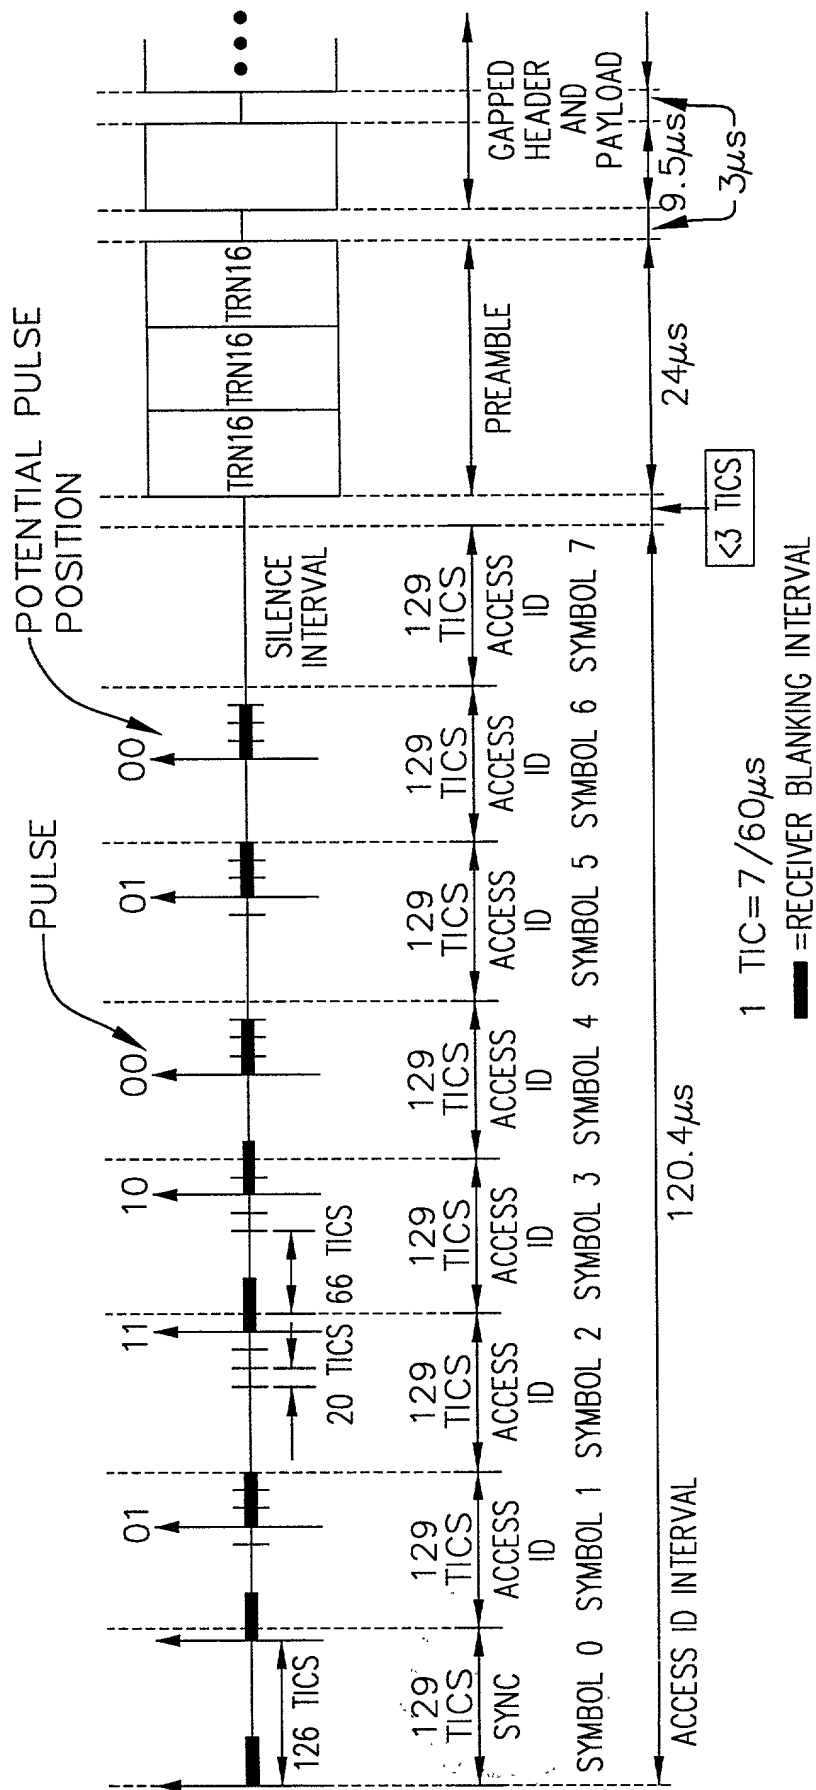 PULSE
POTENTIAL PULSE
POSITION
01
11
10
00
01
00
126 TICS
20 TICS
66 TICS
SILENCE
INTERVAL
TRN16
TRN16
TRN16
129
TICS
SYNC
129
TICS
ACCESS
ID
129
TICS
ACCESS
ID
129
TICS
ACCESS
ID
129
TICS
ACCESS
ID
129
TICS
ACCESS
ID
129
TICS
ACCESS
ID
129
TICS
ACCESS
ID
PREAMBLE
GAPPED
HEADER
AND
PAYLOAD
SYMBOL 0
SYMBOL 1
SYMBOL 2
SYMBOL 3
SYMBOL 4
SYMBOL 5
SYMBOL 6
SYMBOL 7
ACCESS ID INTERVAL
120.4µs
<3 TICS
24µs
9.5µs
3µs
1 TIC=7/60µs
=RECEIVER BLANKING INTERVAL